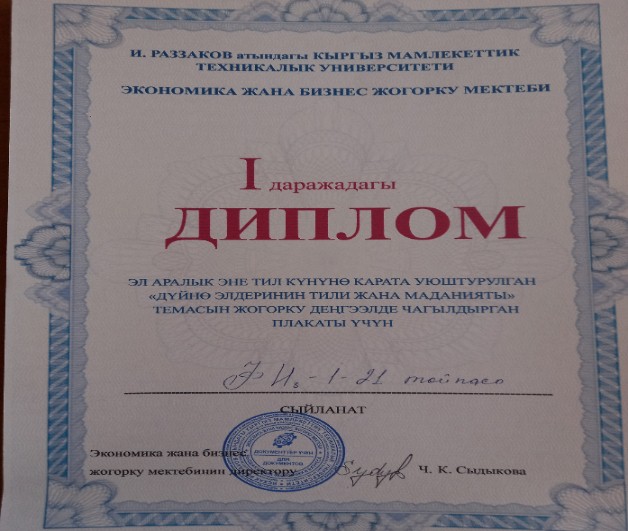 И. РАЗЗАКОВ атындагы КЫРГЫЗ МАМЛЕКЕТТИК
ТЕХНИКАЛЫК УНИВЕРСИТЕТИ
ЭКОНОМИКА ЖАНА БИЗНЕС ЖОГОРКУ МЕКТЕБИ
I даражадагы
ДИПЛОМ
ЭЛ АРАЛЫК ЭНЕ ТИЛ КҮНҮНӨ КАРАТА УЮШТУРУЛГАН
«ДҮЙНӨ ЭЛДЕРИНИН ТИЛИ ЖАНА МАДАНИЯТЫ»
ТЕМАСЫН ЖОГОРКУ ДЕҢГЭЭЛДЕ ЧАГЫЛДЫРГАН
ПЛАКАТЫ ҮЧҮН
-1-21 тайпасы
СЫЙЛАНАТ
Экономика жана бизнес
жогорку мектебинин директору Ч. К. Сыдыкова
ДЛЯ
ДОКУМЕНТОВ